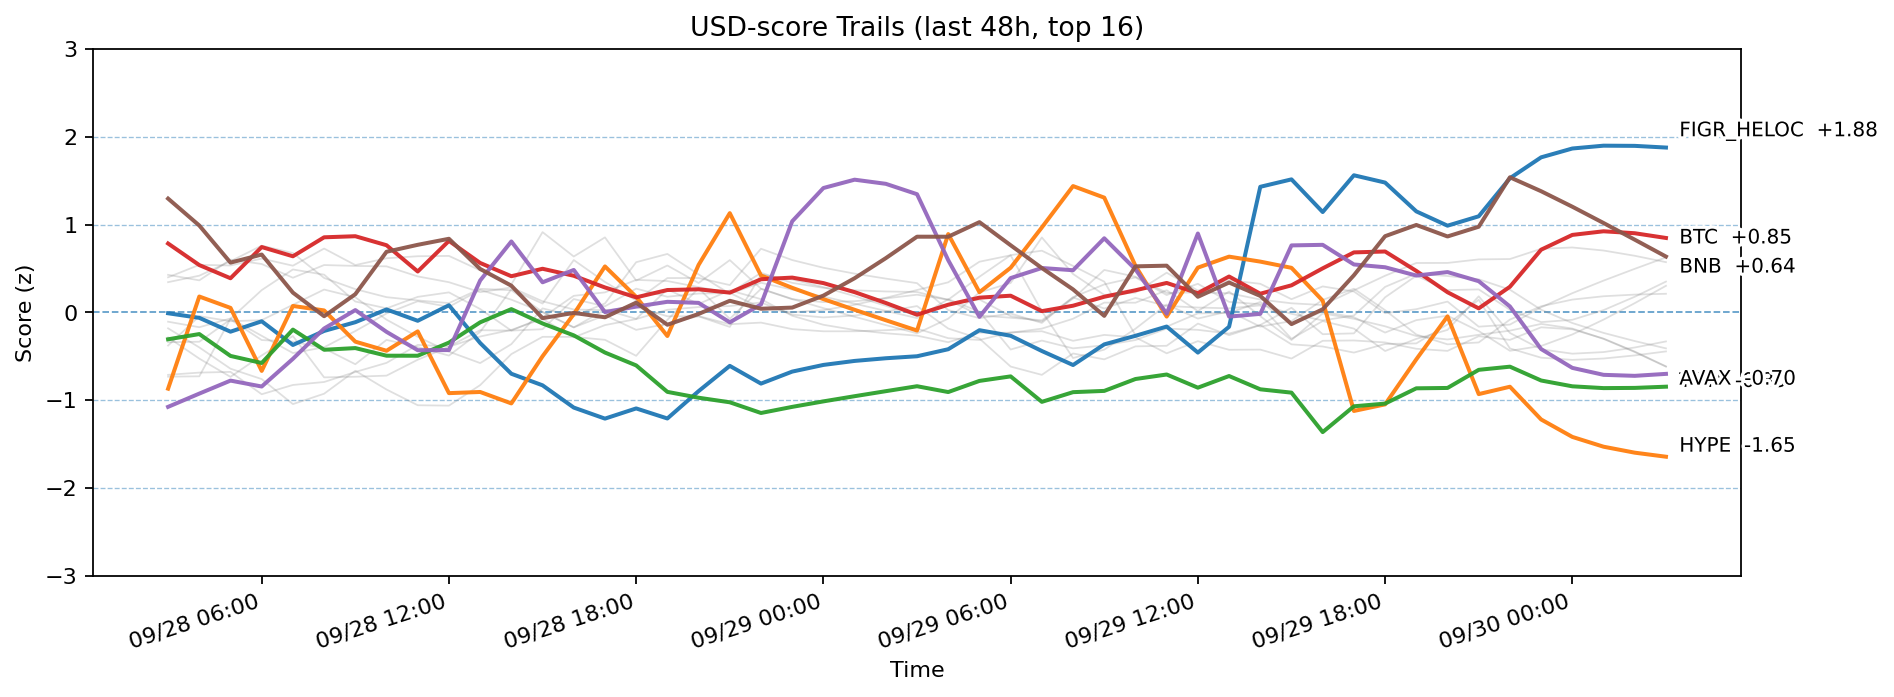 USD-score Trails (last 48h, top 16)
3
2
1
0
−1
−2
−3
Score (z)
FIGR_HELOC +1.88
BTC +0.85
BNB +0.64
AVAX -0.70
HYPE -1.65
09/28 06:00
09/28 12:00
09/28 18:00
09/29 00:00
09/29 06:00
09/29 12:00
09/29 18:00
09/30 00:00
Time